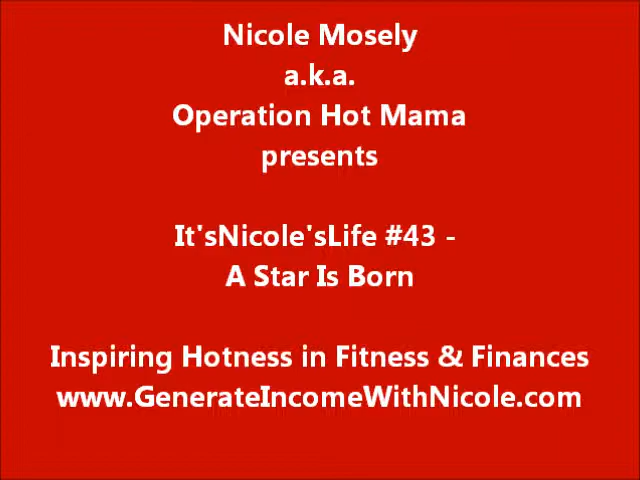 Nicole Mosely
a.k.a.
Operation Hot Mama
presents
It'sNicole'sLife #43 -
A Star Is Born
Inspiring Hotness in Fitness & Finances
www.GenerateIncomeWithNicole.com